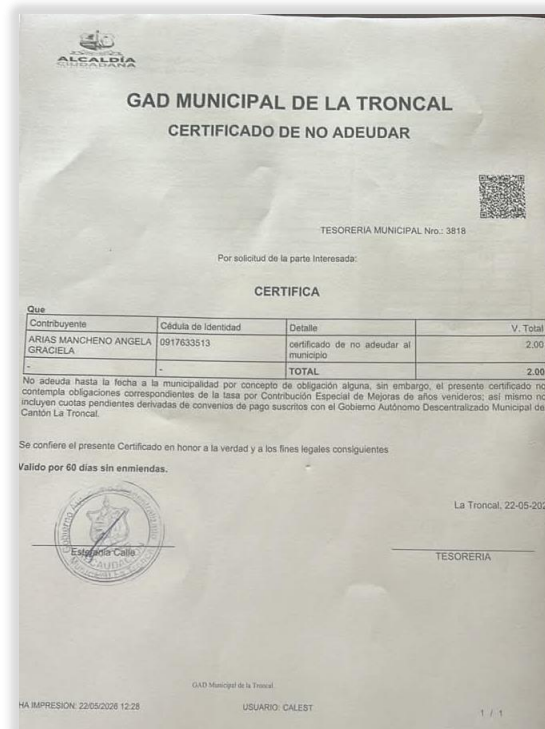 ALCALDÍA
CIUDADANA
GAD MUNICIPAL DE LA TRONCAL
CERTIFICADO DE NO ADEUDAR
TESORERIA MUNICIPAL Nro.: 3818
Por solicitud de la parte Interesada:
CERTIFICA
Que
Contribuyente Cédula de Identidad Detalle V. Total
ARIAS MANCHENO ANGELA GRACIELA 0917633513 certificado de no adeudar al municipio 2.00
- - TOTAL 2.00
No adeuda hasta la fecha a la municipalidad por concepto de obligación alguna, sin embargo, el presente certificado no
contempla obligaciones correspondientes de la tasa por Contribución Especial de Mejoras de años venideros; así mismo no
incluyen cuotas pendientes derivadas de convenios de pago suscritos con el Gobierno Autónomo Descentralizado Municipal de
Cantón La Troncal.
Se confiere el presente Certificado en honor a la verdad y a los fines legales consiguientes
Valido por 60 días sin enmiendas.
La Troncal, 22-05-202
Estefanía Calle
TESORERIA
GAD Municipal de la Troncal
HA IMPRESION: 22/05/2026 12:28 USUARIO: CALEST
1 / 1